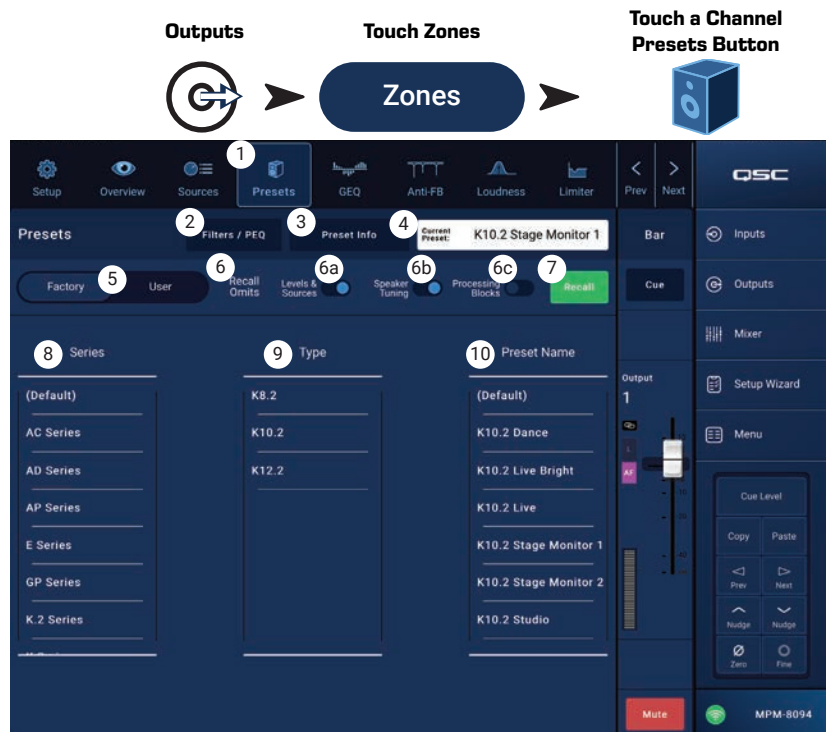 Outputs
Touch Zones
Touch a Channel
Presets Button
Zones
1
Setup
Overview
Sources
Presets
GEQ
Anti-FB
Loudness
Limiter
Prev
Next
QSC
Presets
2
Filters / PEQ
3
Preset Info
4
Current
Preset:
K10.2 Stage Monitor 1
Bar
Inputs
Factory
5
User
6
Recall
Omits
Levels &
Sources
6a
Speaker
Tuning
6b
Processing
Blocks
6c
7
Recall
Cue
Outputs
Mixer
8
Series
9
Type
10
Preset Name
(Default)
AC Series
AD Series
AP Series
E Series
GP Series
K.2 Series
K8.2
K10.2
K12.2
(Default)
K10.2 Dance
K10.2 Live Bright
K10.2 Live
K10.2 Stage Monitor 1
K10.2 Stage Monitor 2
K10.2 Studio
Output
1
L
AF
Mute
Setup Wizard
Menu
Cue Level
Copy
Paste
Prev
Next
Nudge
Nudge
Zero
Fine
MPM-8094